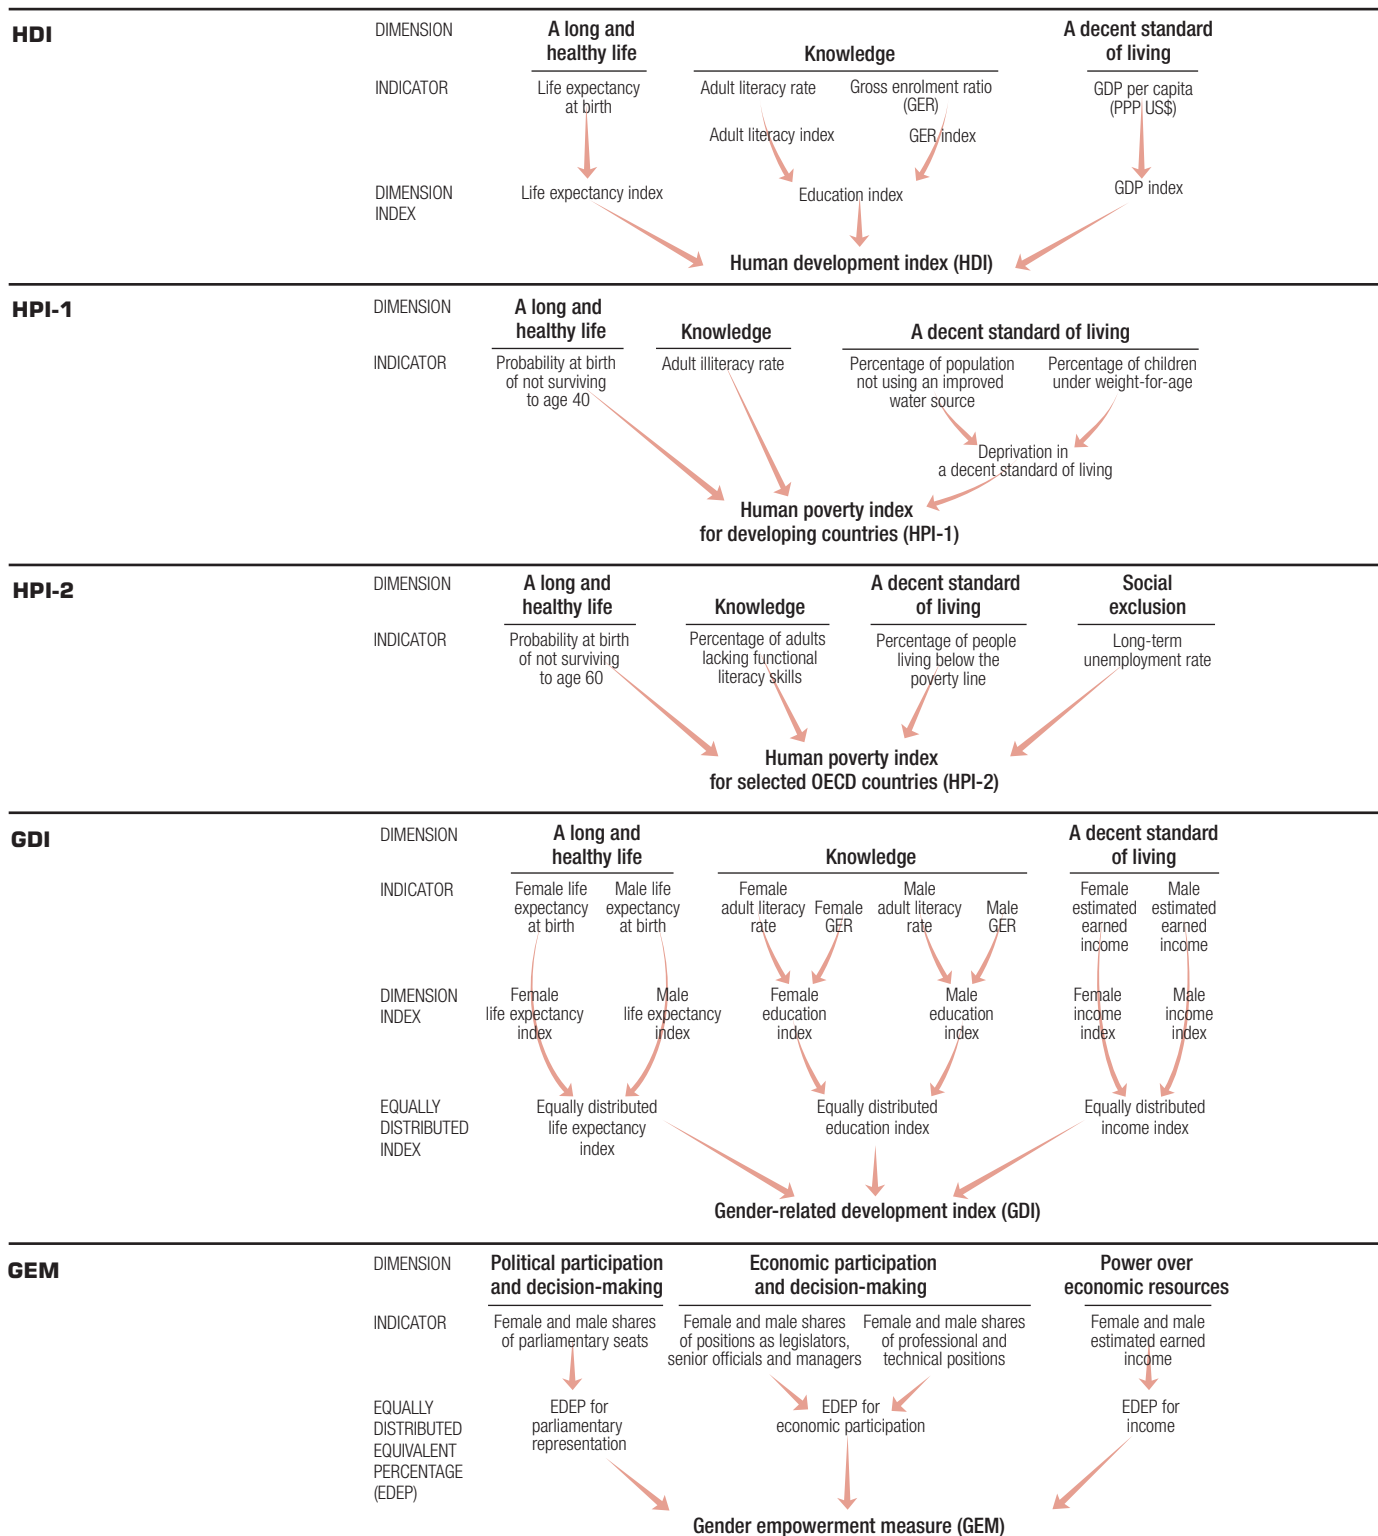 HDI
DIMENSION
A long and
healthy life
Knowledge
A decent standard
of living
INDICATOR
Life expectancy
at birth
Adult literacy rate
Gross enrolment ratio
(GER)
GDP per capita
(PPP US$)
Adult literacy index
GER index
DIMENSION
INDEX
Life expectancy index
Education index
GDP index
Human development index (HDI)
HPI-1
DIMENSION
A long and
healthy life
Knowledge
A decent standard of living
INDICATOR
Probability at birth
of not surviving
to age 40
Adult illiteracy rate
Percentage of population
not using an improved
water source
Percentage of children
under weight-for-age
Deprivation in
a decent standard of living
Human poverty index
for developing countries (HPI-1)
HPI-2
DIMENSION
A long and
healthy life
Knowledge
A decent standard
of living
Social
exclusion
INDICATOR
Probability at birth
of not surviving
to age 60
Percentage of adults
lacking functional
literacy skills
Percentage of people
living below the
poverty line
Long-term
unemployment rate
Human poverty index
for selected OECD countries (HPI-2)
GDI
DIMENSION
A long and
healthy life
Knowledge
A decent standard
of living
INDICATOR
Female life
expectancy
at birth
Male life
expectancy
at birth
Female
adult literacy
rate
Female
GER
Male
adult literacy
rate
Male
GER
Female
estimated
earned
income
Male
estimated
earned
income
DIMENSION
INDEX
Female
life expectancy
index
Male
life expectancy
index
Female
education
index
Male
education
index
Female
income
index
Male
income
index
EQUALLY
DISTRIBUTED
INDEX
Equally distributed
life expectancy
index
Equally distributed
education index
Equally distributed
income index
Gender-related development index (GDI)
GEM
DIMENSION
Political participation
and decision-making
Economic participation
and decision-making
Power over
economic resources
INDICATOR
Female and male shares
of parliamentary seats
Female and male shares
of positions as legislators,
senior officials and managers
Female and male shares
of professional and
technical positions
Female and male
estimated earned
income
EQUALLY
DISTRIBUTED
EQUIVALENT
PERCENTAGE
(EDEP)
EDEP for
parliamentary
representation
EDEP for
economic participation
EDEP for
income
Gender empowerment measure (GEM)